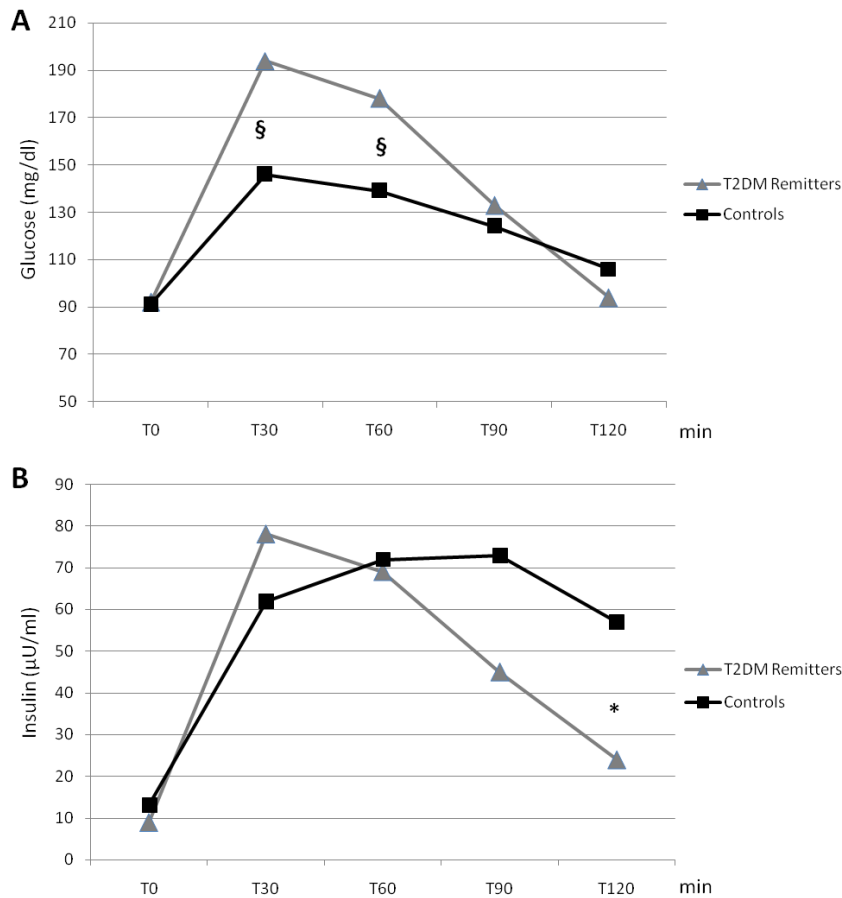 A
Glucose (mg/dl)
210
190
170
150
130
110
90
70
50
§
§
T0 T30 T60 T90 T120 min
T2DM Remitters
Controls
B
Insulin (µU/ml)
90
80
70
60
50
40
30
20
10
0
*
T0 T30 T60 T90 T120 min
T2DM Remitters
Controls